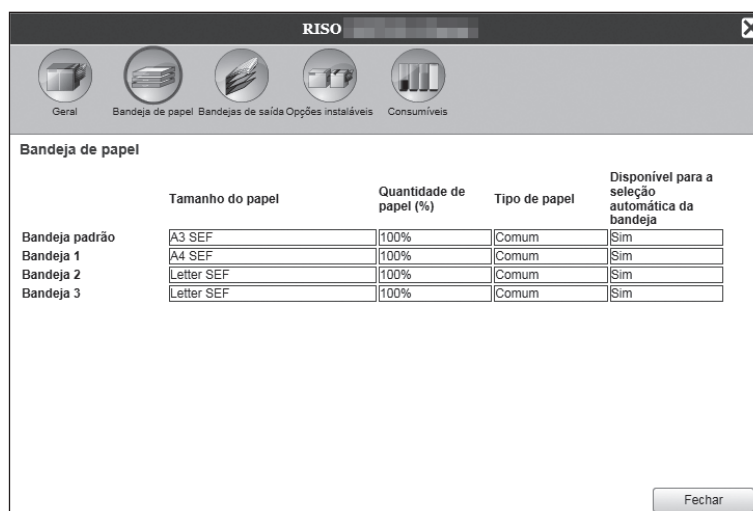 RISO
Geral Bandeja de papel Bandejas de saída Opções instaláveis Consumíveis
Bandeja de papel
Tamanho do papel Quantidade de papel (%) Tipo de papel Disponível para a seleção automática da bandeja
Bandeja padrão A3 SEF 100% Comum Sim
Bandeja 1 A4 SEF 100% Comum Sim
Bandeja 2 Letter SEF 100% Comum Sim
Bandeja 3 Letter SEF 100% Comum Sim
Fechar